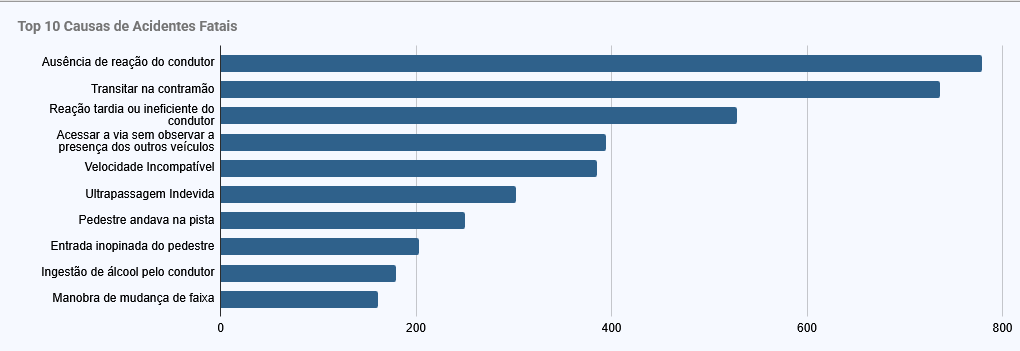 Top 10 Causas de Acidentes Fatais
Ausência de reação do condutor
Transitar na contramão
Reação tardia ou ineficiente do
condutor
Acessar a via sem observar a
presença dos outros veículos
Velocidade Incompatível
Ultrapassagem Indevida
Pedestre andava na pista
Entrada inopinada do pedestre
Ingestão de álcool pelo condutor
Manobra de mudança de faixa
0 200 400 600 800